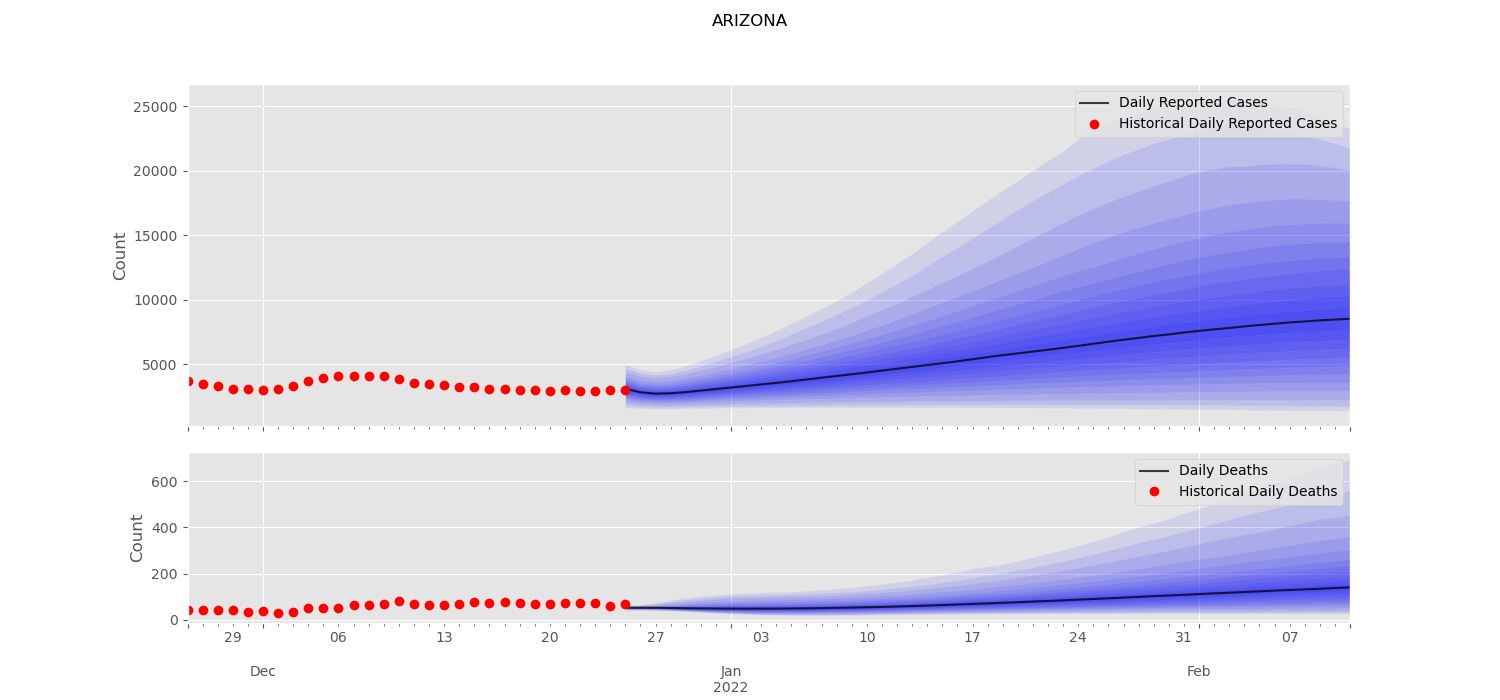 ARIZONA
25000
20000
15000
10000
5000
Count
Daily Reported Cases
Historical Daily Reported Cases
600
400
200
0
Count
Daily Deaths
Historical Daily Deaths
29 06 13 20 27 03 10 17 24 31 07
Dec Jan Feb
2022